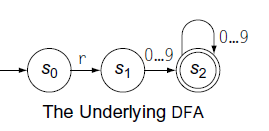 0…9
r
0…9
s0
s1
s2
The Underlying DFA